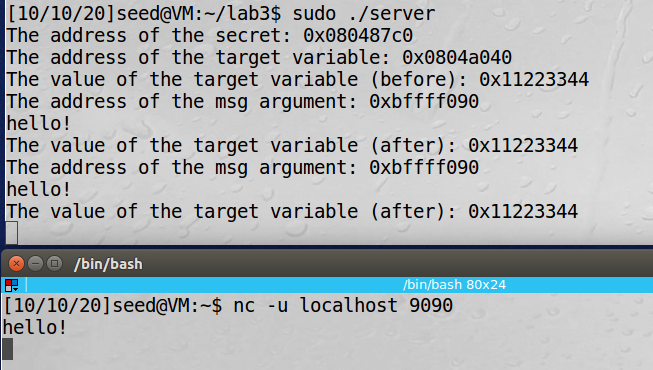 [10/10/20]seed@VM:~/lab3$ sudo ./server
The address of the secret: 0x080487c0
The address of the target variable: 0x0804a040
The value of the target variable (before): 0x11223344
The address of the msg argument: 0xbffff090
hello!
The value of the target variable (after): 0x11223344
The address of the msg argument: 0xbffff090
hello!
The value of the target variable (after): 0x11223344
/bin/bash
/bin/bash 80x24
[10/10/20]seed@VM:~$ nc -u localhost 9090
hello!